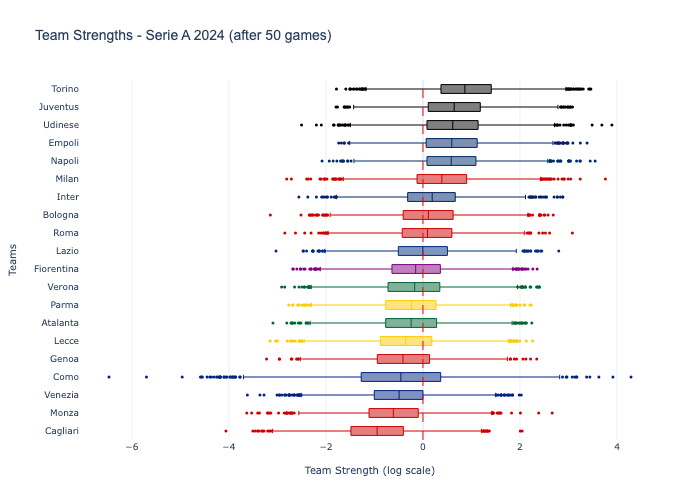 Team Strengths - Serie A 2024 (after 50 games)
Torino
Juventus
Udinese
Empoli
Napoli
Milan
Inter
Bologna
Roma
Lazio
Fiorentina
Verona
Parma
Atalanta
Lecce
Genoa
Como
Venezia
Monza
Cagliari
Teams
−6 −4 −2 0 2 4
Team Strength (log scale)